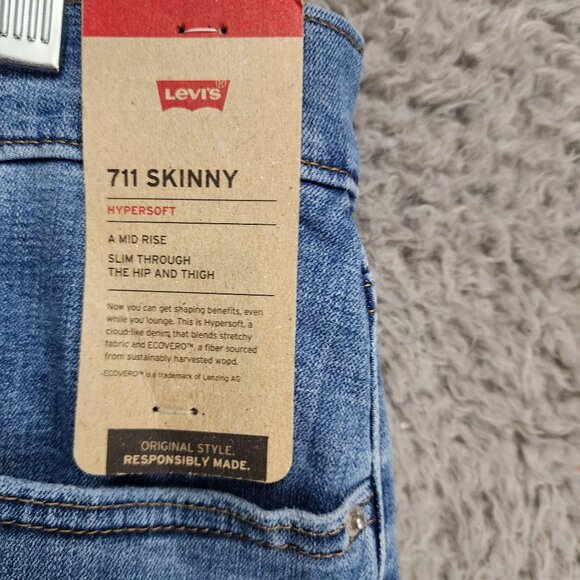 Levi's
711 SKINNY
HYPERSOFT
A MID RISE
SLIM THROUGH
THE HIP AND THIGH
Now you can get shaping benefits, even
while you lounge. This is Hypersoft, a
cloud-like denim that blends stretchy
fabric and ECOVERO™, a fiber sourced
from sustainably harvested wood.
ECOVERO™ is a trademark of Lenzing AG
ORIGINAL STYLE.
RESPONSIBLY MADE.